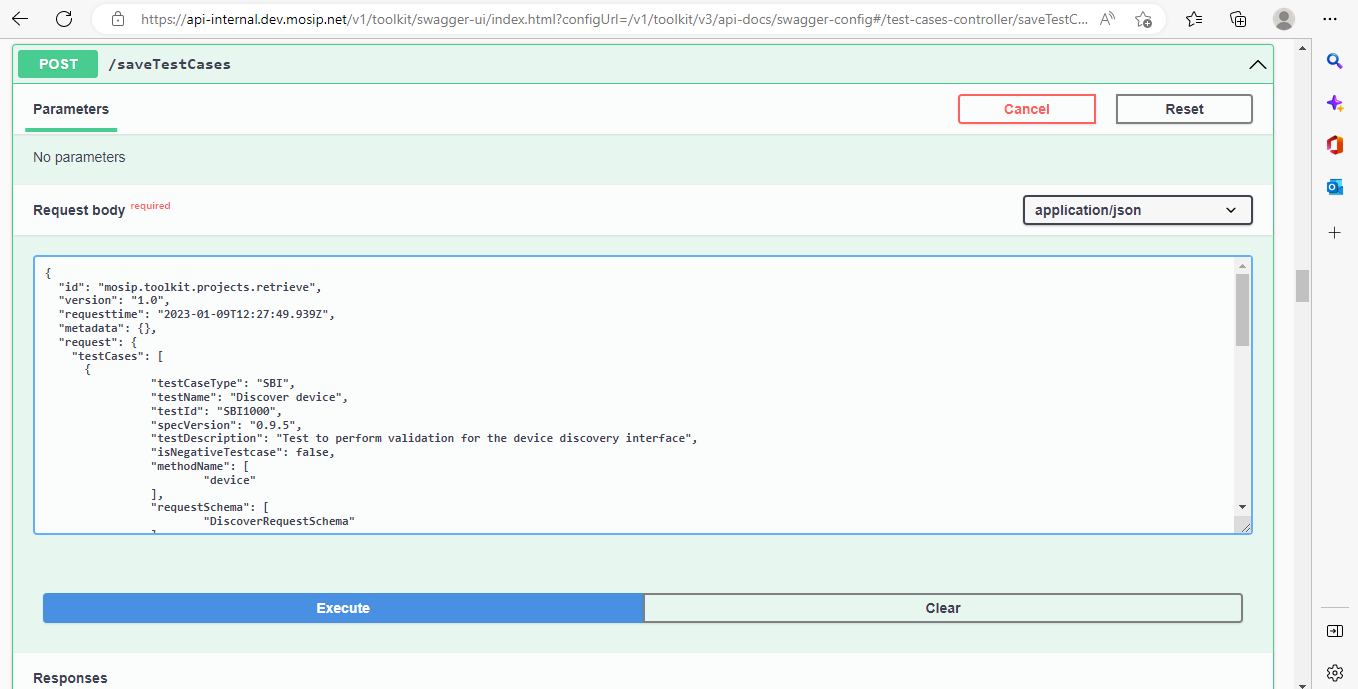 https://api-internal.dev.mosip.net/v1/toolkit/swagger-ui/index.html?configUrl=/v1/toolkit/v3/api-docs/swagger-config#/test-cases-controller/saveTestC...
POST /saveTestCases
Parameters
Cancel
Reset
No parameters
Request body required
application/json
{
"id": "mosip.toolkit.projects.retrieve",
"version": "1.0",
"requesttime": "2023-01-09T12:27:49.939Z",
"metadata": {},
"request": {
"testCases": [
{
"testCaseType": "SBI",
"testName": "Discover device",
"testId": "SBI1000",
"specVersion": "0.9.5",
"testDescription": "Test to perform validation for the device discovery interface",
"isNegativeTestcase": false,
"methodName": [
"device"
],
"requestSchema": [
"DiscoverRequestSchema"
Execute
Clear
Responses